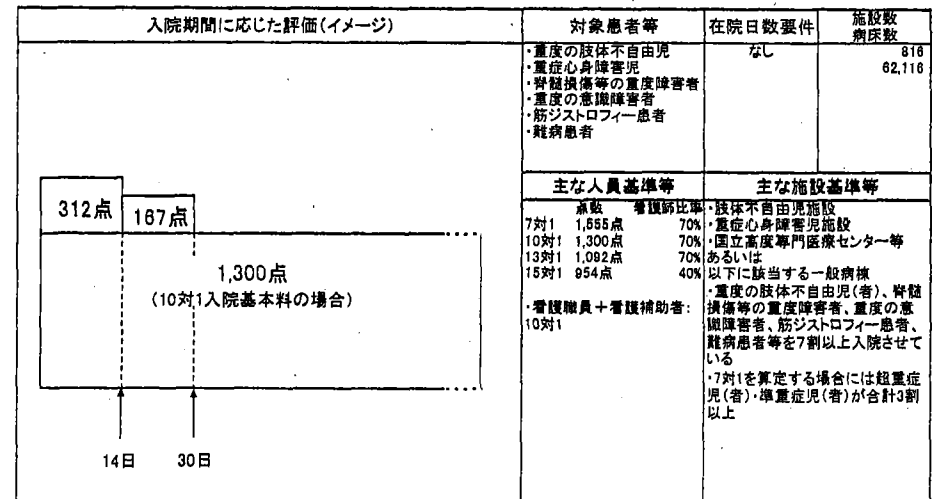 入院期間に応じた評価(イメージ)
対象患者等
在院日数要件
施設数
病床数
・重度の肢体不自由児
・重症心身障害児
・脊髄損傷等の重度障害者
・重度の意識障害者
・筋ジストロフィー患者
・難病患者
なし
816
62,116
312点
167点
1,300点
(10対1入院基本料の場合)
14日
30日
主な人員基準等
点数 看護師比率
7対1 1,555点 70%
10対1 1,300点 70%
13対1 1,092点 70%
15対1 954点 40%
・看護職員+看護補助者:
10対1
主な施設基準等
・肢体不自由児施設
・重症心身障害児施設
・国立高度専門医療センター等
あるいは
以下に該当する一般病棟
・重度の肢体不自由児(者)、脊髄
損傷等の重度障害者、重度の意
識障害者、筋ジストロフィー患者、
難病患者等を7割以上入院させて
いる
・7対1を算定する場合には超重症
児(者)・準重症児(者)が合計3割
以上